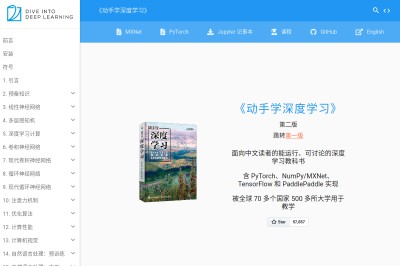 DIVE INTO
DEEP LEARNING
《动手学深度学习》
MXNet
PyTorch
Jupyter 记事本
课程
GitHub
English
前言
安装
符号
1. 引言
2. 预备知识
3. 线性神经网络
4. 多层感知机
5. 深度学习计算
6. 卷积神经网络
7. 现代卷积神经网络
8. 循环神经网络
9. 现代循环神经网络
10. 注意力机制
11. 优化算法
12. 计算性能
13. 计算机视觉
14. 自然语言处理：预训练
动手学
深度
学习
《动手学深度学习》
第二版
跳转第一版
面向中文读者的能运行、可讨论的深度
学习教科书
含 PyTorch、NumPy/MXNet、
TensorFlow 和 PaddlePaddle 实现
被全球 70 多个国家 500 多所大学用于
教学
Star